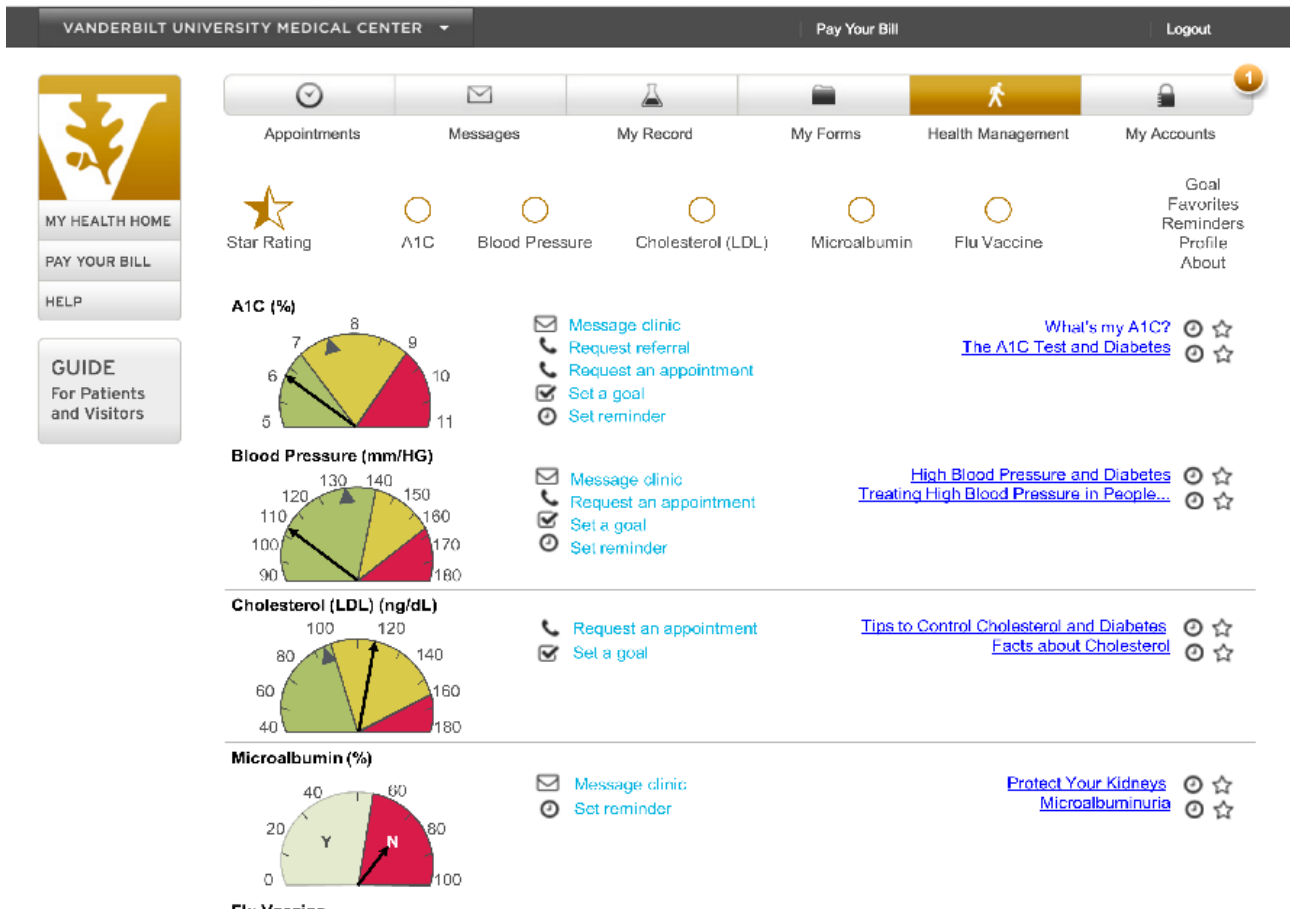 VANDERBILT UNIVERSITY MEDICAL CENTER Pay Your Bill Logout
1
Appointments Messages My Record My Forms Health Management My Accounts
MY HEALTH HOME
PAY YOUR BILL
HELP
GUIDE
For Patients
and Visitors
Star Rating A1C Blood Pressure Cholesterol (LDL) Microalbumin Flu Vaccine
Goal
Favorites
Reminders
Profile
About
A1C (%)
5 6 7 8 9 10 11
Message clinic
Request referral
Request an appointment
Set a goal
Set reminder
What's my A1C?
The A1C Test and Diabetes
Blood Pressure (mm/HG)
90 100 110 120 130 140 150 160 170 180
Message clinic
Request an appointment
Set a goal
Set reminder
High Blood Pressure and Diabetes
Treating High Blood Pressure in People...
Cholesterol (LDL) (ng/dL)
40 60 80 100 120 140 160 180
Request an appointment
Set a goal
Tips to Control Cholesterol and Diabetes
Facts about Cholesterol
Microalbumin (%)
0 20 40 60 80 100
Y N
Message clinic
Set reminder
Protect Your Kidneys
Microalbuminuria